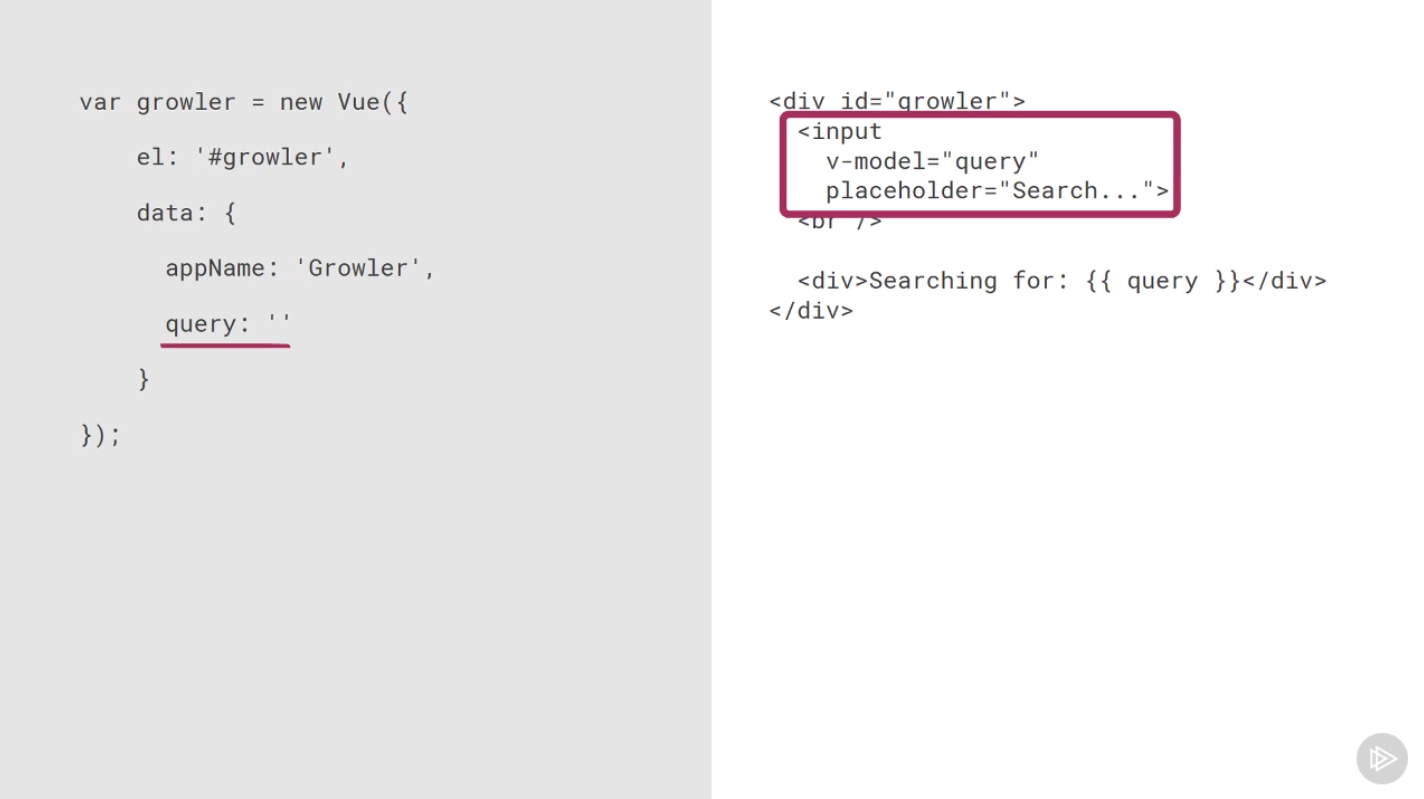 var growler = new Vue({
el: '#growler',
data: {
appName: 'Growler',
query: ''
}
});
<div id="growler">
<input
v-model="query"
placeholder="Search...">
<br />
<div>Searching for: {{ query }}</div>
</div>